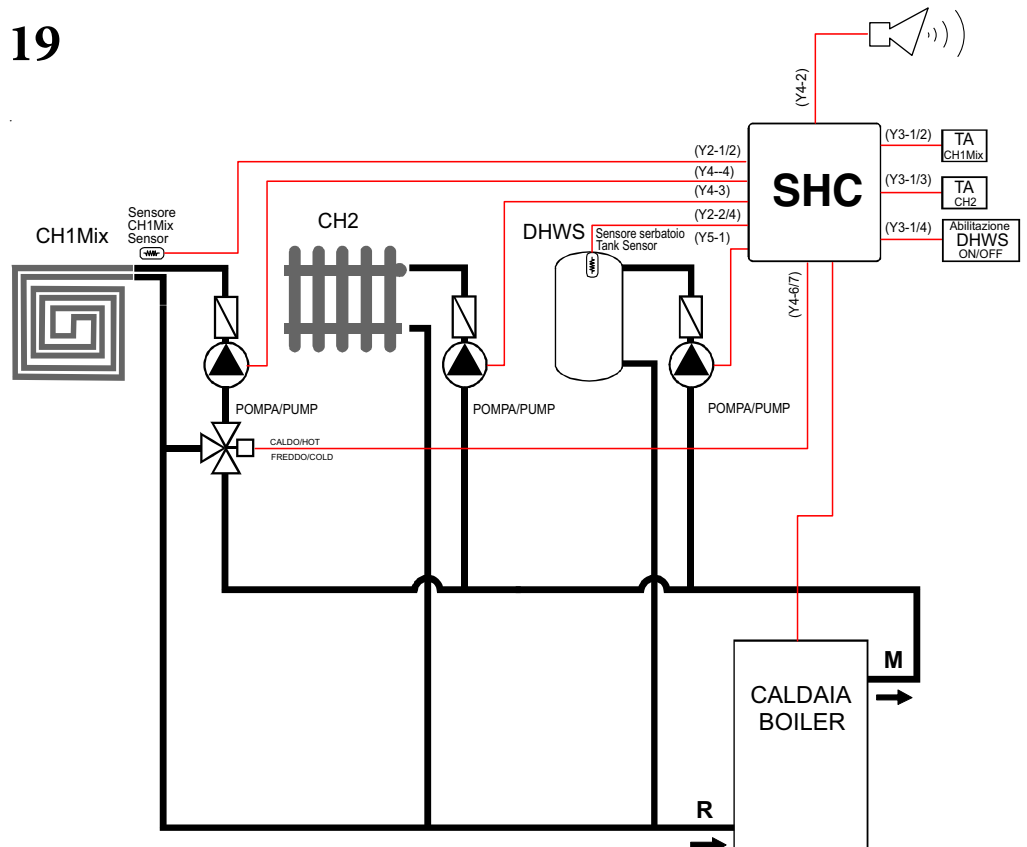 19
(Y4-2)
(Y2-1/2)
(Y4--4)
(Y4-3)
(Y2-2/4)
(Y5-1)
SHC
(Y3-1/2)
TA
CH1Mix
(Y3-1/3)
TA
CH2
(Y3-1/4)
Abilitazione
DHWS
ON/OFF
(Y4-6/7)
CH1Mix
Sensore
CH1Mix
Sensor
CH2
DHWS
Sensore serbatoio
Tank Sensor
POMPA/PUMP
POMPA/PUMP
POMPA/PUMP
CALDO/HOT
FREDDO/COLD
M
CALDAIA
BOILER
R